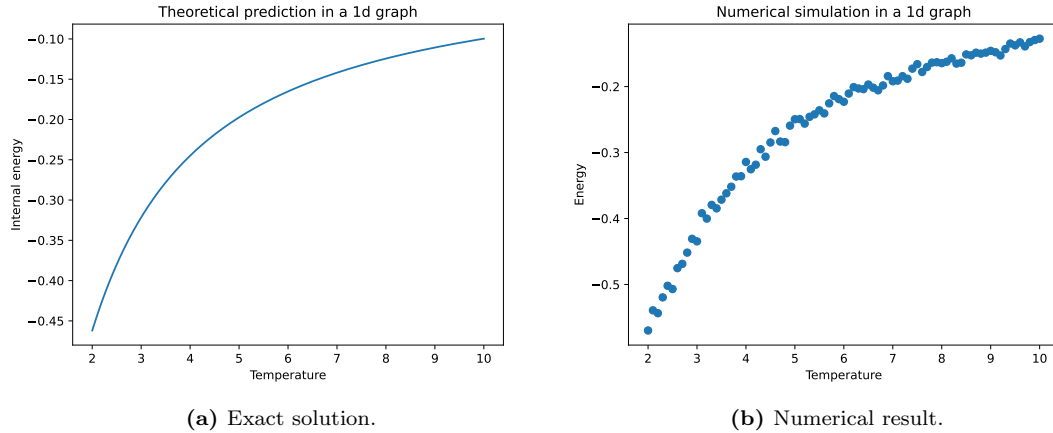 Theoretical prediction in a 1d graph
Internal energy
−0.10
−0.15
−0.20
−0.25
−0.30
−0.35
−0.40
−0.45
2 3 4 5 6 7 8 9 10
Temperature
(a) Exact solution.
Numerical simulation in a 1d graph
Energy
−0.2
−0.3
−0.4
−0.5
2 3 4 5 6 7 8 9 10
Temperature
(b) Numerical result.